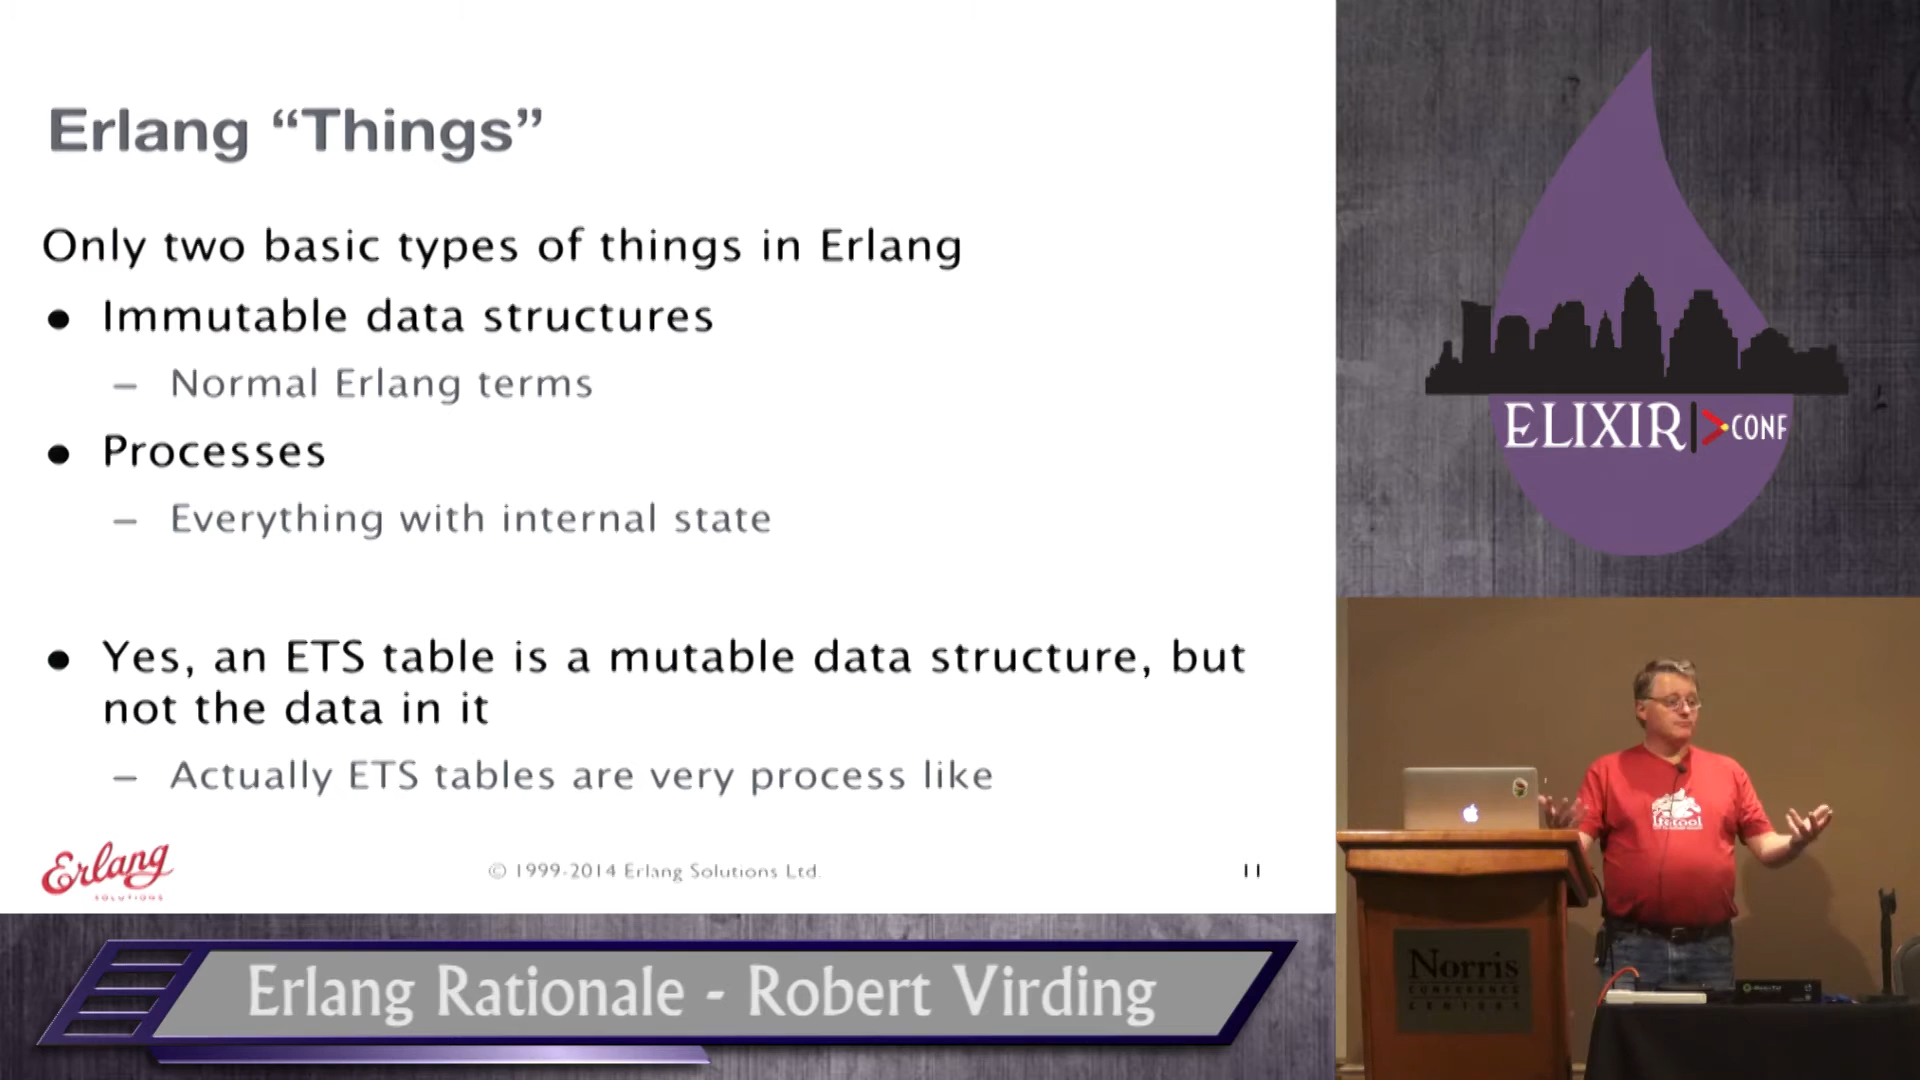 Erlang “Things”
Only two basic types of things in Erlang
● Immutable data structures
– Normal Erlang terms
● Processes
– Everything with internal state
● Yes, an ETS table is a mutable data structure, but
not the data in it
– Actually ETS tables are very process like
Erlang
SOLUTIONS
© 1999-2014 Erlang Solutions Ltd.
11
ELIXIR|>CONF
Norris
CONFERENCE
CENTERS
Erlang Rationale - Robert Virding